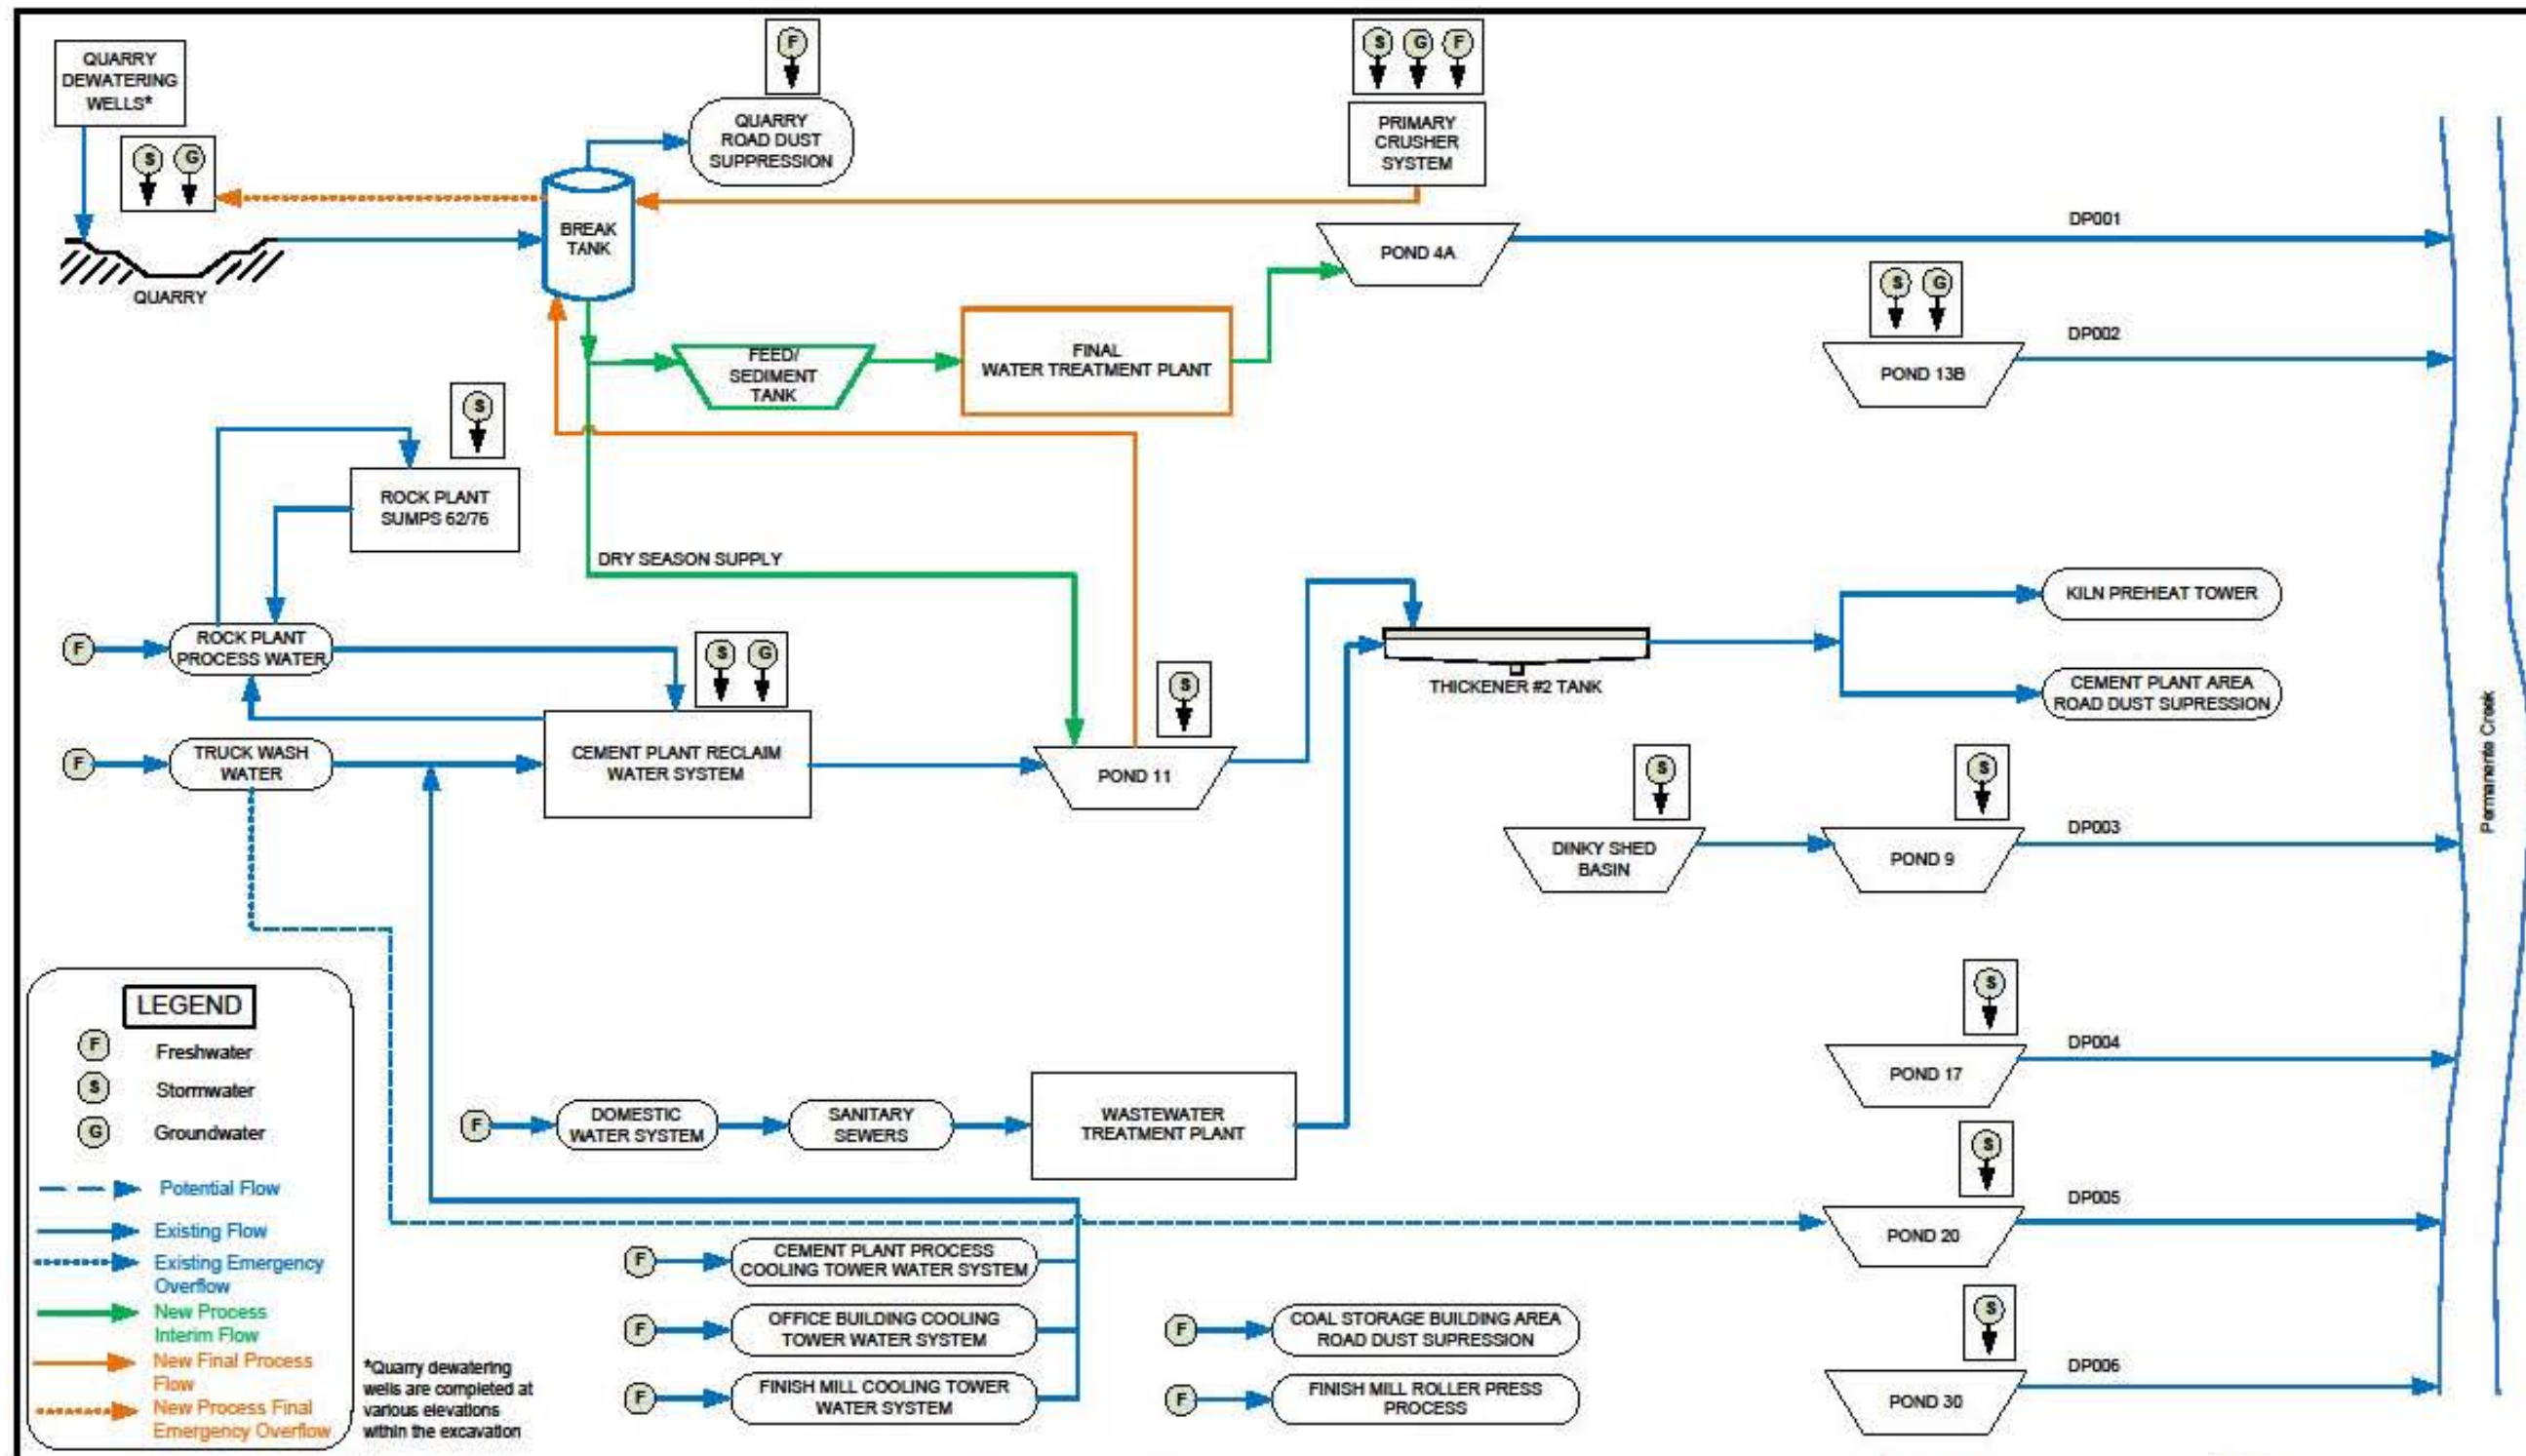 QUARRY
DEWATERING
WELLS*
S
G
QUARRY
F
QUARRY
ROAD DUST
SUPPRESSION
BREAK
TANK
S
G
F
PRIMARY
CRUSHER
SYSTEM
POND 4A
DP001
S
G
POND 13B
DP002
FEED/
SEDIMENT
TANK
FINAL
WATER TREATMENT PLANT
S
ROCK PLANT
SUMPS 62/76
DRY SEASON SUPPLY
F
ROCK PLANT
PROCESS WATER
F
TRUCK WASH
WATER
S
G
CEMENT PLANT RECLAIM
WATER SYSTEM
S
POND 11
THICKENER #2 TANK
KILN PREHEAT TOWER
CEMENT PLANT AREA
ROAD DUST SUPRESSION
Permanente Creek
S
DINKY SHED
BASIN
S
POND 9
DP003
S
POND 17
DP004
F
DOMESTIC
WATER SYSTEM
SANITARY
SEWERS
WASTEWATER
TREATMENT PLANT
S
POND 20
DP005
F
CEMENT PLANT PROCESS
COOLING TOWER WATER SYSTEM
F
OFFICE BUILDING COOLING
TOWER WATER SYSTEM
F
FINISH MILL COOLING TOWER
WATER SYSTEM
F
COAL STORAGE BUILDING AREA
ROAD DUST SUPRESSION
F
FINISH MILL ROLLER PRESS
PROCESS
S
POND 30
DP006
LEGEND
F Freshwater
S Stormwater
G Groundwater
Potential Flow
Existing Flow
Existing Emergency
Overflow
New Process
Interim Flow
New Final Process
Flow
New Process Final
Emergency Overflow
*Quarry dewatering
wells are completed at
various elevations
within the excavation